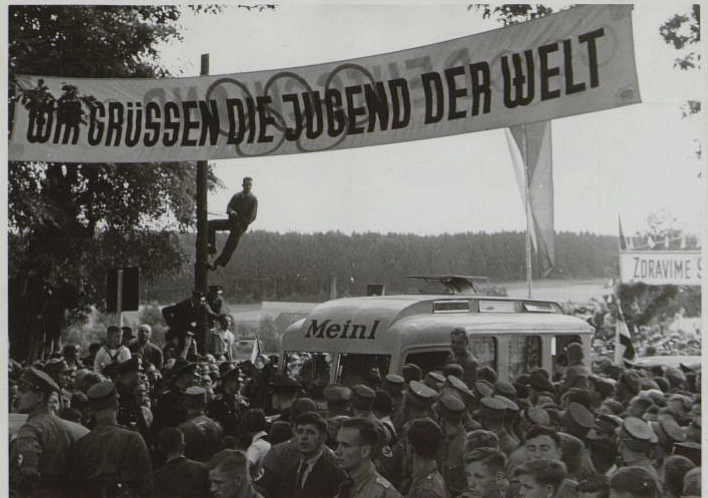 WIR GRÜSSEN DIE JUGEND DER WELT
Meinl
ZDRAVIME